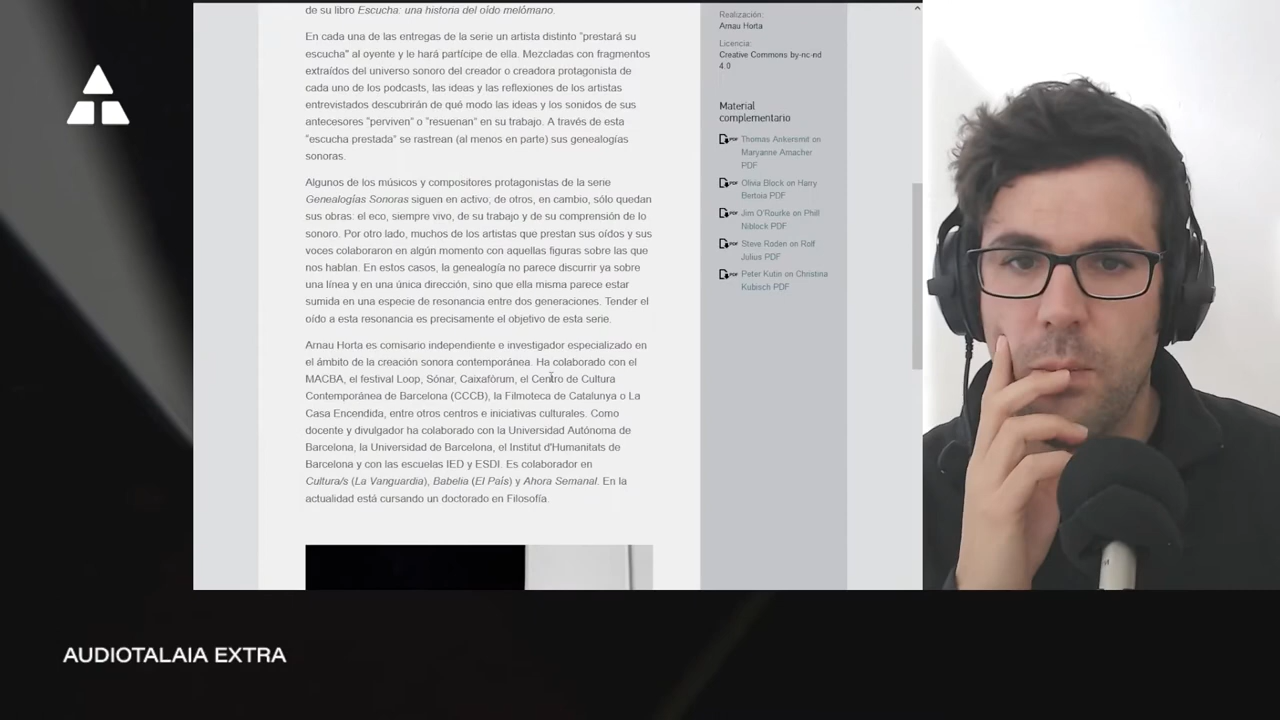 de su libro Escucha: una historia del oído melómano.
En cada una de las entregas de la serie un artista distinto "prestará su
escucha" al oyente y le hará partícipe de ella. Mezcladas con fragmentos
extraídos del universo sonoro del creador o creadora protagonista de
cada uno de los podcasts, las ideas y las reflexiones de los artistas
entrevistados descubrirán de qué modo las ideas y los sonidos de sus
antecesores "perviven" o "resuenan" en su trabajo. A través de esta
"escucha prestada" se rastrean (al menos en parte) sus genealogías
sonoras.
Algunos de los músicos y compositores protagonistas de la serie
Genealogías Sonoras siguen en activo, de otros, en cambio, sólo quedan
sus obras: el eco, siempre vivo, de su trabajo y de su comprensión de lo
sonoro. Por otro lado, muchos de los artistas que prestan sus oídos y sus
voces colaboraron en algún momento con aquellas figuras sobre las que
nos hablan. En estos casos, la genealogía no parece discurrir ya sobre
una línea y en una única dirección, sino que ella misma parece estar
sumida en una especie de resonancia entre dos generaciones. Tender el
oído a esta resonancia es precisamente el objetivo de esta serie.
Arnau Horta es comisario independiente e investigador especializado en
el ámbito de la creación sonora contemporánea. Ha colaborado con el
MACBA, el festival Loop, Sónar, Caixafòrum, el Centro de Cultura
Contemporánea de Barcelona (CCCB), la Filmoteca de Catalunya o La
Casa Encendida, entre otros centros e iniciativas culturales. Como
docente y divulgador ha colaborado con la Universidad Autónoma de
Barcelona, la Universidad de Barcelona, el Institut d'Humanitats de
Barcelona y con las escuelas IED y ESDI. Es colaborador en
Cultura/s (La Vanguardia), Babelia (El País) y Ahora Semanal. En la
actualidad está cursando un doctorado en Filosofía.
Realización:
Arnau Horta
Licencia:
Creative Commons by-nc-nd
4.0
Material
complementario
PDF Thomas Ankersmit on
Maryanne Amacher
PDF
PDF Olivia Block on Harry
Bertoia PDF
PDF Jim O'Rourke on Phill
Niblock PDF
PDF Steve Roden on Rolf
Julius PDF
PDF Peter Kutin on Christina
Kubisch PDF
AUDIOTALAIA EXTRA